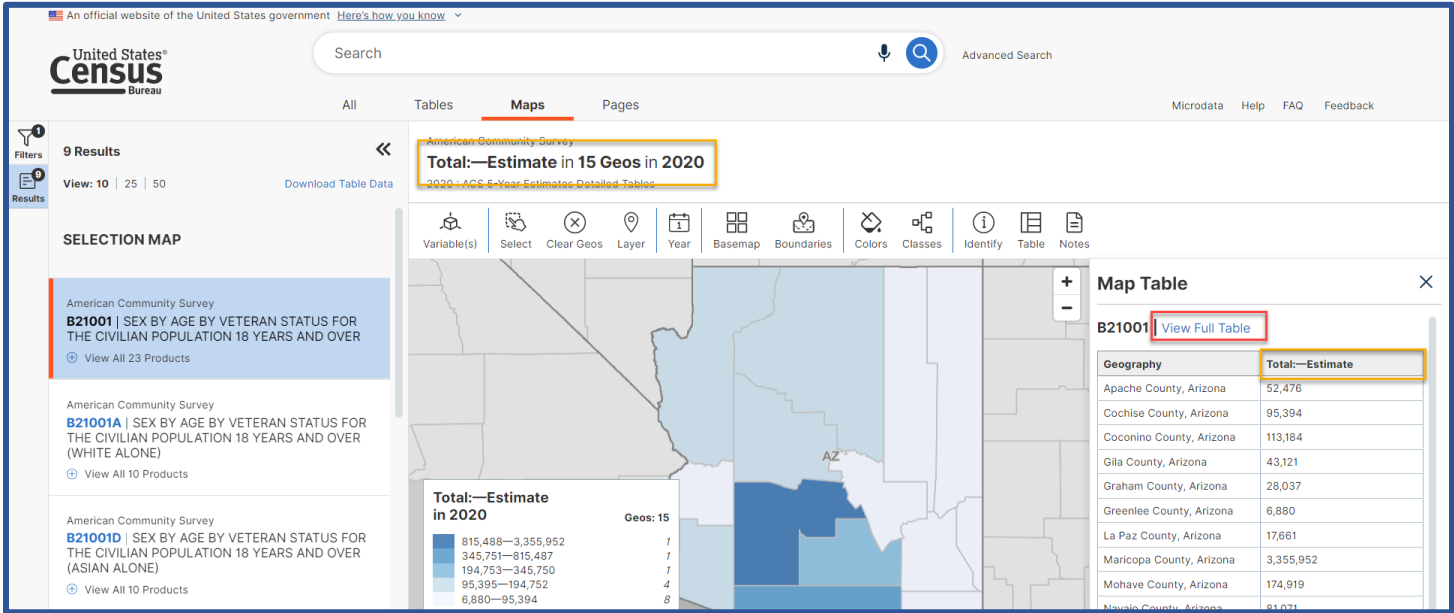 An official website of the United States government Here's how you know
United States®
Census
Bureau
Search
Advanced Search
All Tables Maps Pages
Microdata Help FAQ Feedback
1
Filters
9
Results
9 Results
View: 10 | 25 | 50 Download Table Data
SELECTION MAP
American Community Survey
B21001 | SEX BY AGE BY VETERAN STATUS FOR
THE CIVILIAN POPULATION 18 YEARS AND OVER
View All 23 Products
American Community Survey
B21001A | SEX BY AGE BY VETERAN STATUS FOR
THE CIVILIAN POPULATION 18 YEARS AND OVER
(WHITE ALONE)
View All 10 Products
American Community Survey
B21001D | SEX BY AGE BY VETERAN STATUS FOR
THE CIVILIAN POPULATION 18 YEARS AND OVER
(ASIAN ALONE)
View All 10 Products
American Community Survey
Total:—Estimate in 15 Geos in 2020
2020 : ACS 5-Year Estimates Detailed Tables
Variable(s) Select Clear Geos Layer 1 Year Basemap Boundaries Colors Classes Identify Table Notes
AZ
+
−
Total:—Estimate
in 2020 Geos: 15
815,488—3,355,952 1
345,751—815,487 1
194,753—345,750 1
95,395—194,752 4
6,880—95,394 8
Map Table
B21001 | View Full Table
Geography Total:—Estimate
Apache County, Arizona 52,476
Cochise County, Arizona 95,394
Coconino County, Arizona 113,184
Gila County, Arizona 43,121
Graham County, Arizona 28,037
Greenlee County, Arizona 6,880
La Paz County, Arizona 17,661
Maricopa County, Arizona 3,355,952
Mohave County, Arizona 174,919
Navajo County, Arizona 81,071